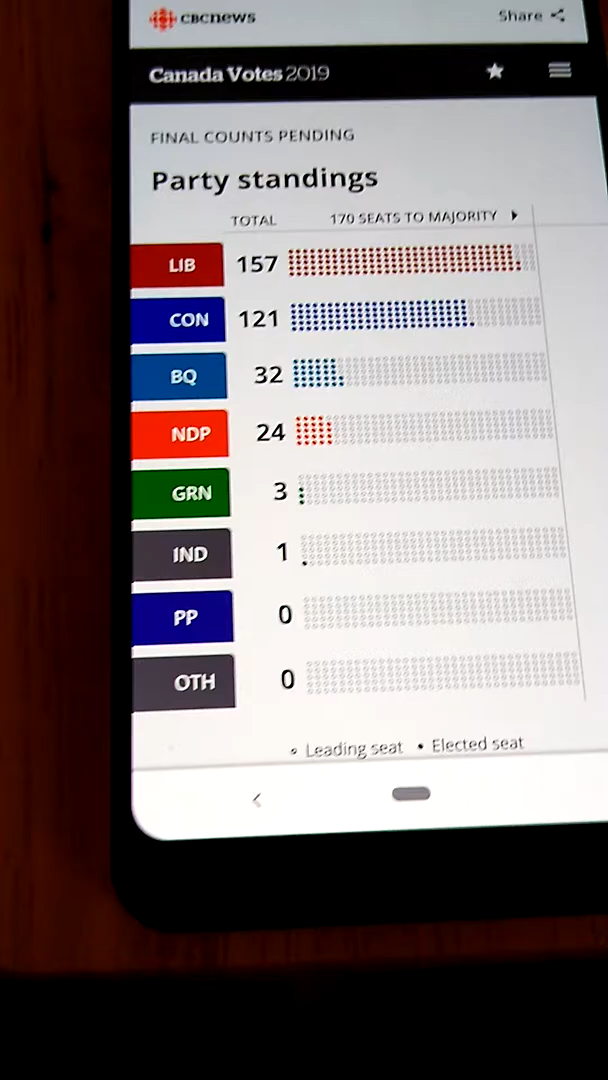 CBCnews Share
Canada Votes 2019
FINAL COUNTS PENDING
Party standings
TOTAL 170 SEATS TO MAJORITY
LIB 157
CON 121
BQ 32
NDP 24
GRN 3
IND 1
PP 0
OTH 0
Leading seat • Elected seat